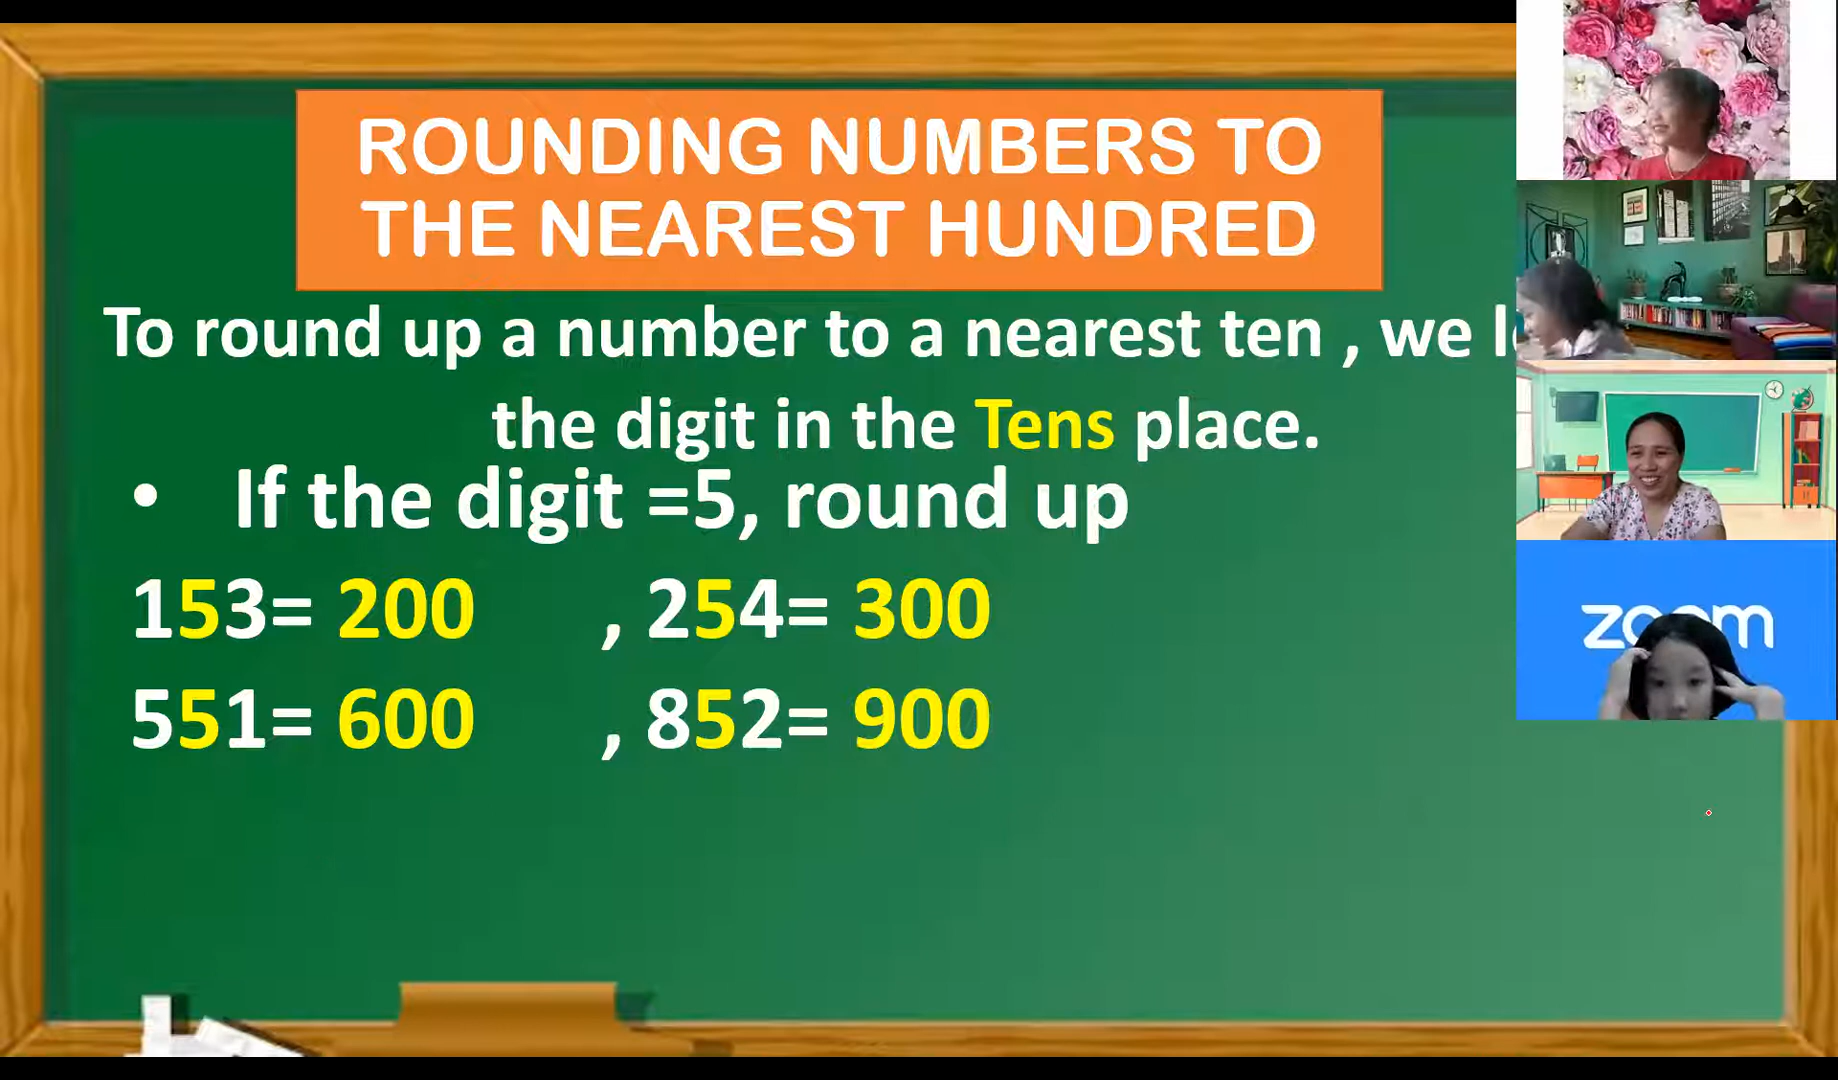 ROUNDING NUMBERS TO
THE NEAREST HUNDRED
To round up a number to a nearest ten , we
the digit in the Tens place.
• If the digit =5, round up
153= 200 , 254= 300
551= 600 , 852= 900
zoom